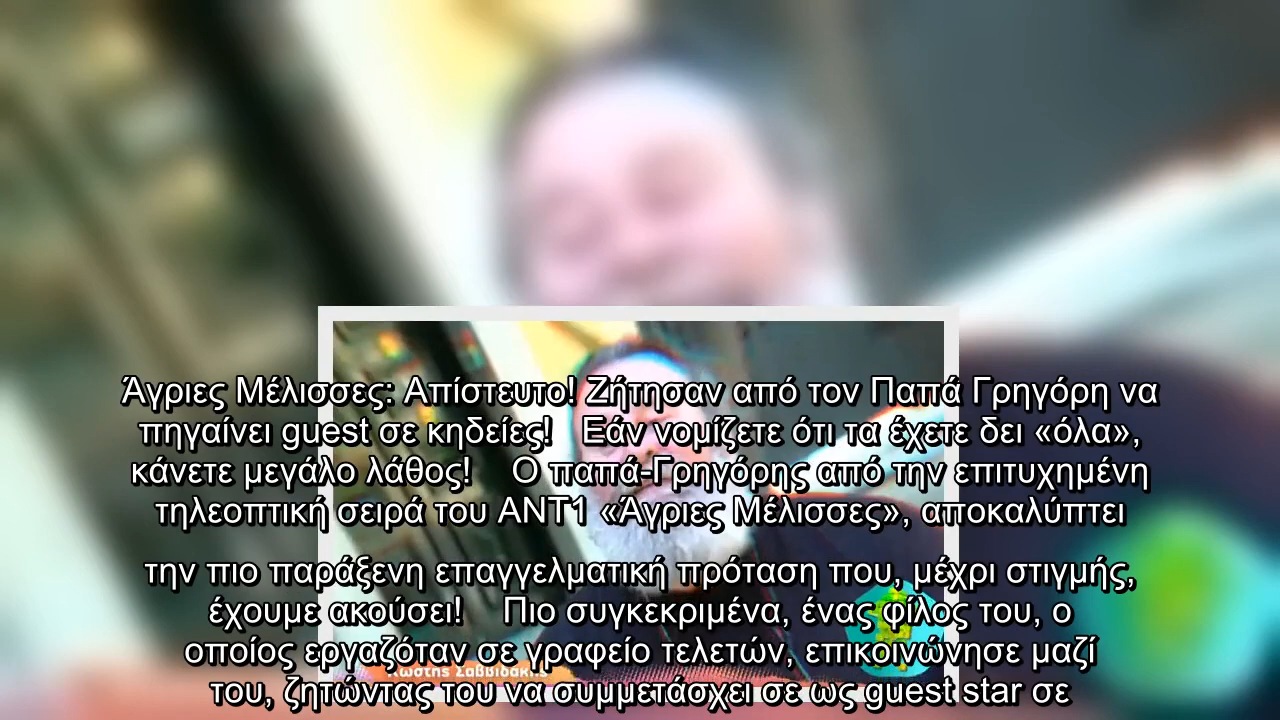 Άγριες Μέλισσες: Απίστευτο! Ζήτησαν από τον Παπά Γρηγόρη να
πηγαίνει guest σε κηδείες! Εάν νομίζετε ότι τα έχετε δει «όλα»,
κάνετε μεγάλο λάθος! Ο παπά-Γρηγόρης από την επιτυχημένη
τηλεοπτική σειρά του ΑΝΤ1 «Άγριες Μέλισσες», αποκαλύπτει
την πιο παράξενη επαγγελματική πρόταση που, μέχρι στιγμής,
έχουμε ακούσει! Πιο συγκεκριμένα, ένας φίλος του, ο
οποίος εργαζόταν σε γραφείο τελετών, επικοινώνησε μαζί
Κωστής Σαββιδάκης
του, ζητώντας του να συμμετάσχει σε ως guest star σε